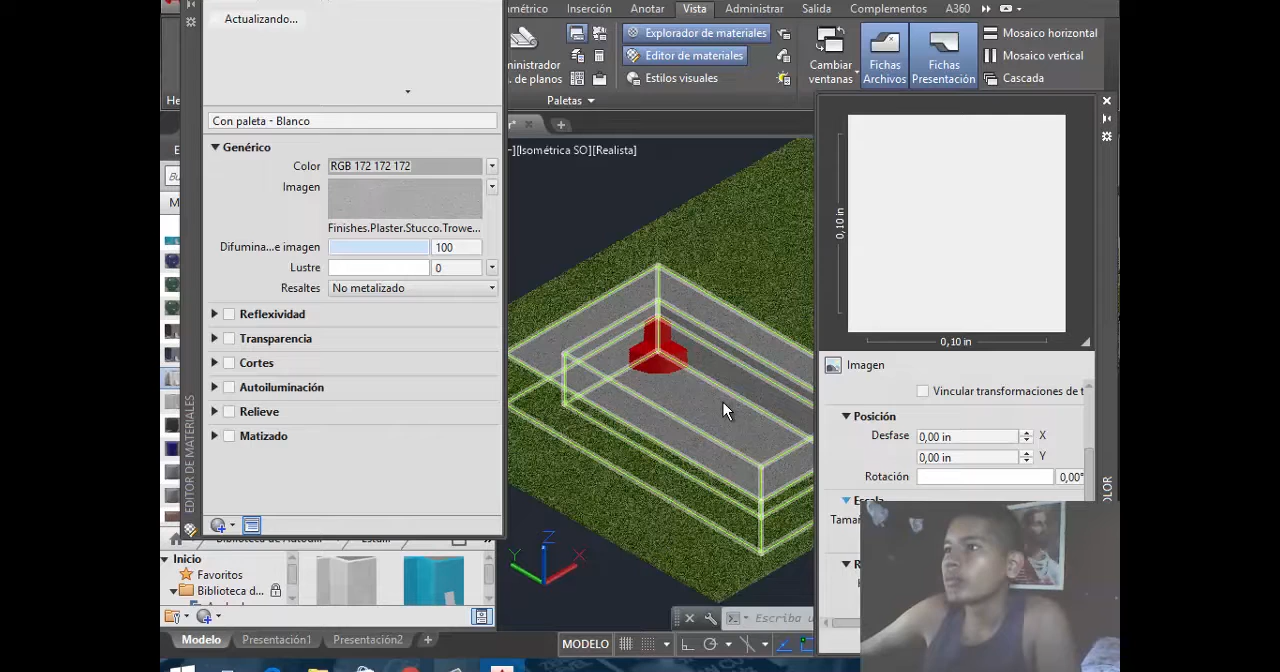 métrico Inserción Anotar Vista Administrar Salida Complementos A360
Actualizando...
Explorador de materiales
Editor de materiales
Estilos visuales
ministrador
. de planos
Paletas
Cambiar
ventanas
Fichas
Archivos
Fichas
Presentación
Mosaico horizontal
Mosaico vertical
Cascada
He
Con paleta - Blanco
Genérico
Color RGB 172 172 172
Imagen
Finishes.Plaster.Stucco.Trowe...
Difumina...e imagen 100
Lustre 0
Resaltes No metalizado
Reflexividad
Transparencia
Cortes
Autoiluminación
Relieve
Matizado
EDITOR DE MATERIALES
-][Isométrica SO][Realista]
0,10 in
0,10 in
Imagen
Vincular transformaciones de t
Posición
Desfase 0,00 in X
0,00 in Y
Rotación 0,00°
Escala
Tamañ
OLOR
Z
Y X
Inicio
Favoritos
Biblioteca d...
Escriba u
Modelo Presentación1 Presentación2 +
MODELO